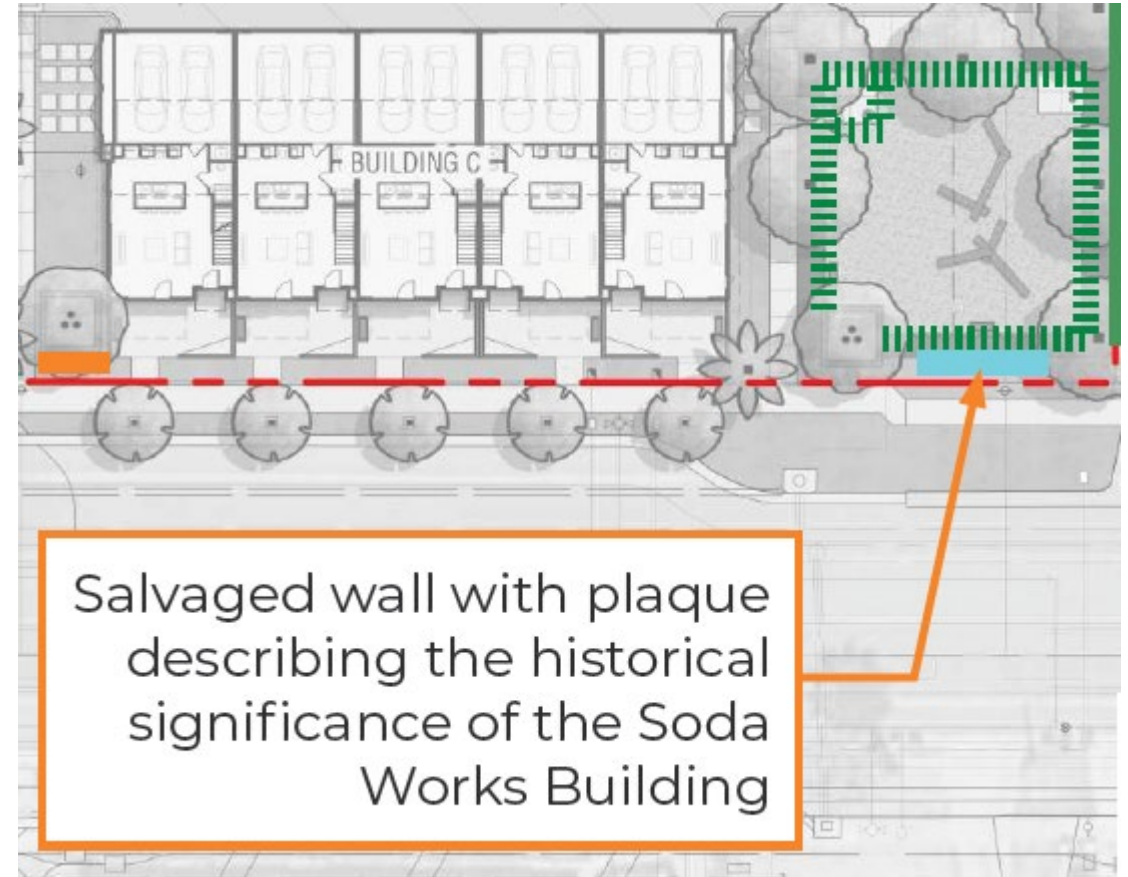 BUILDING C
Salvaged wall with plaque
describing the historical
significance of the Soda
Works Building